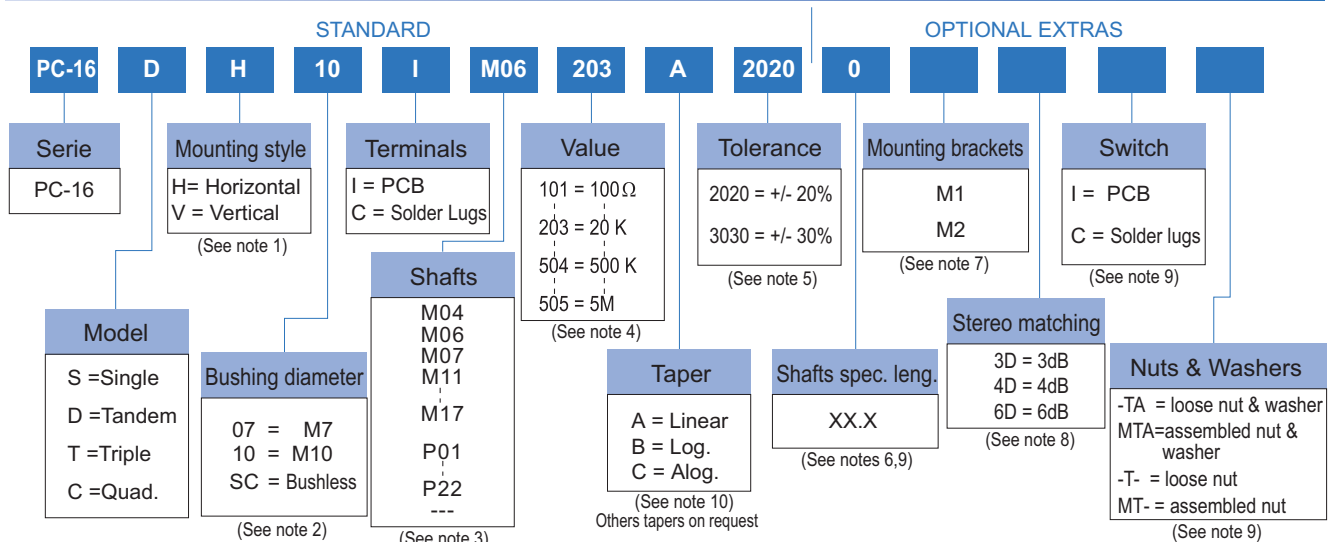 STANDARD
OPTIONAL EXTRAS
PC-16 D H 10 I M06 203 A 2020 0
Serie
PC-16
Mounting style
H= Horizontal
V = Vertical
(See note 1)
Terminals
I = PCB
C = Solder Lugs
Value
101 = 100Ω
203 = 20 K
504 = 500 K
505 = 5M
(See note 4)
Tolerance
2020 = +/- 20%
3030 = +/- 30%
(See note 5)
Mounting brackets
M1
M2
(See note 7)
Switch
I = PCB
C = Solder lugs
(See note 9)
Model
S =Single
D =Tandem
T =Triple
C =Quad.
Bushing diameter
07 = M7
10 = M10
SC = Bushless
(See note 2)
Shafts
M04
M06
M07
M11
M17
P01
P22
---
(See note 3)
Taper
A = Linear
B = Log.
C = Alog.
(See note 10)
Others tapers on request
Shafts spec. leng.
XX.X
(See notes 6,9)
Stereo matching
3D = 3dB
4D = 4dB
6D = 6dB
(See note 8)
Nuts & Washers
-TA = loose nut & washer
MTA=assembled nut &
washer
-T- = loose nut
MT- = assembled nut
(See note 9)